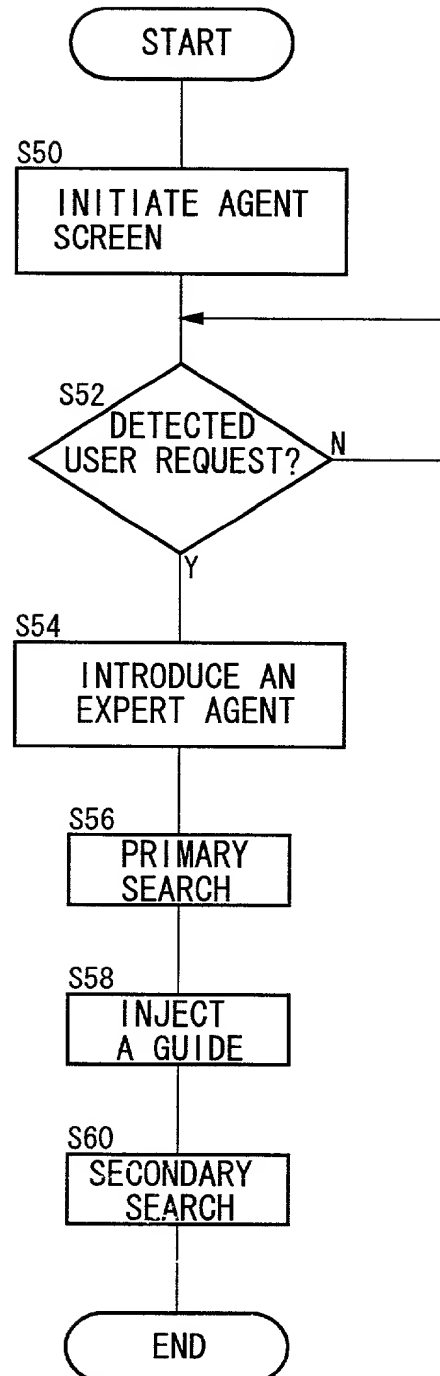 START
S50
INITIATE AGENT
SCREEN
S52
DETECTED
USER REQUEST?
N
Y
S54
INTRODUCE AN
EXPERT AGENT
S56
PRIMARY
SEARCH
S58
INJECT
A GUIDE
S60
SECONDARY
SEARCH
END